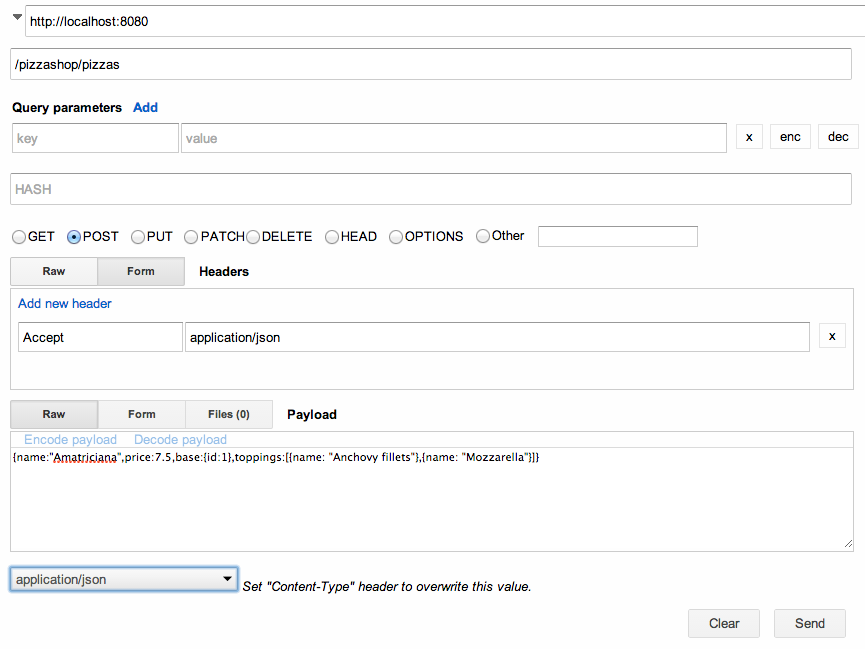 http://localhost:8080
/pizzashop/pizzas
Query parameters Add
key value x enc dec
HASH
GET POST PUT PATCH DELETE HEAD OPTIONS Other
Raw Form Headers
Add new header
Accept application/json x
Raw Form Files (0) Payload
Encode payload Decode payload
{name:"Amatriciana",price:7.5,base:{id:1},toppings:[{name: "Anchovy fillets"},{name: "Mozzarella"}]}
application/json Set "Content-Type" header to overwrite this value.
Clear Send